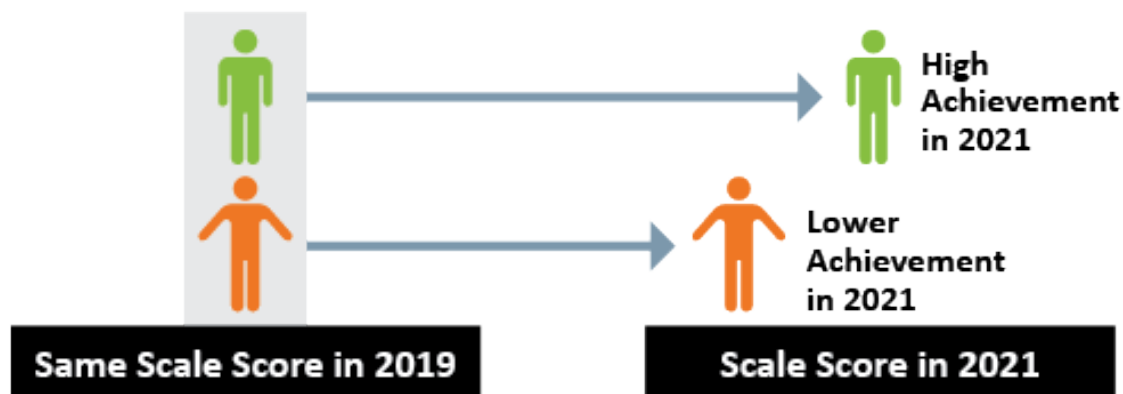 High
Achievement
in 2021
Lower
Achievement
in 2021
Same Scale Score in 2019
Scale Score in 2021